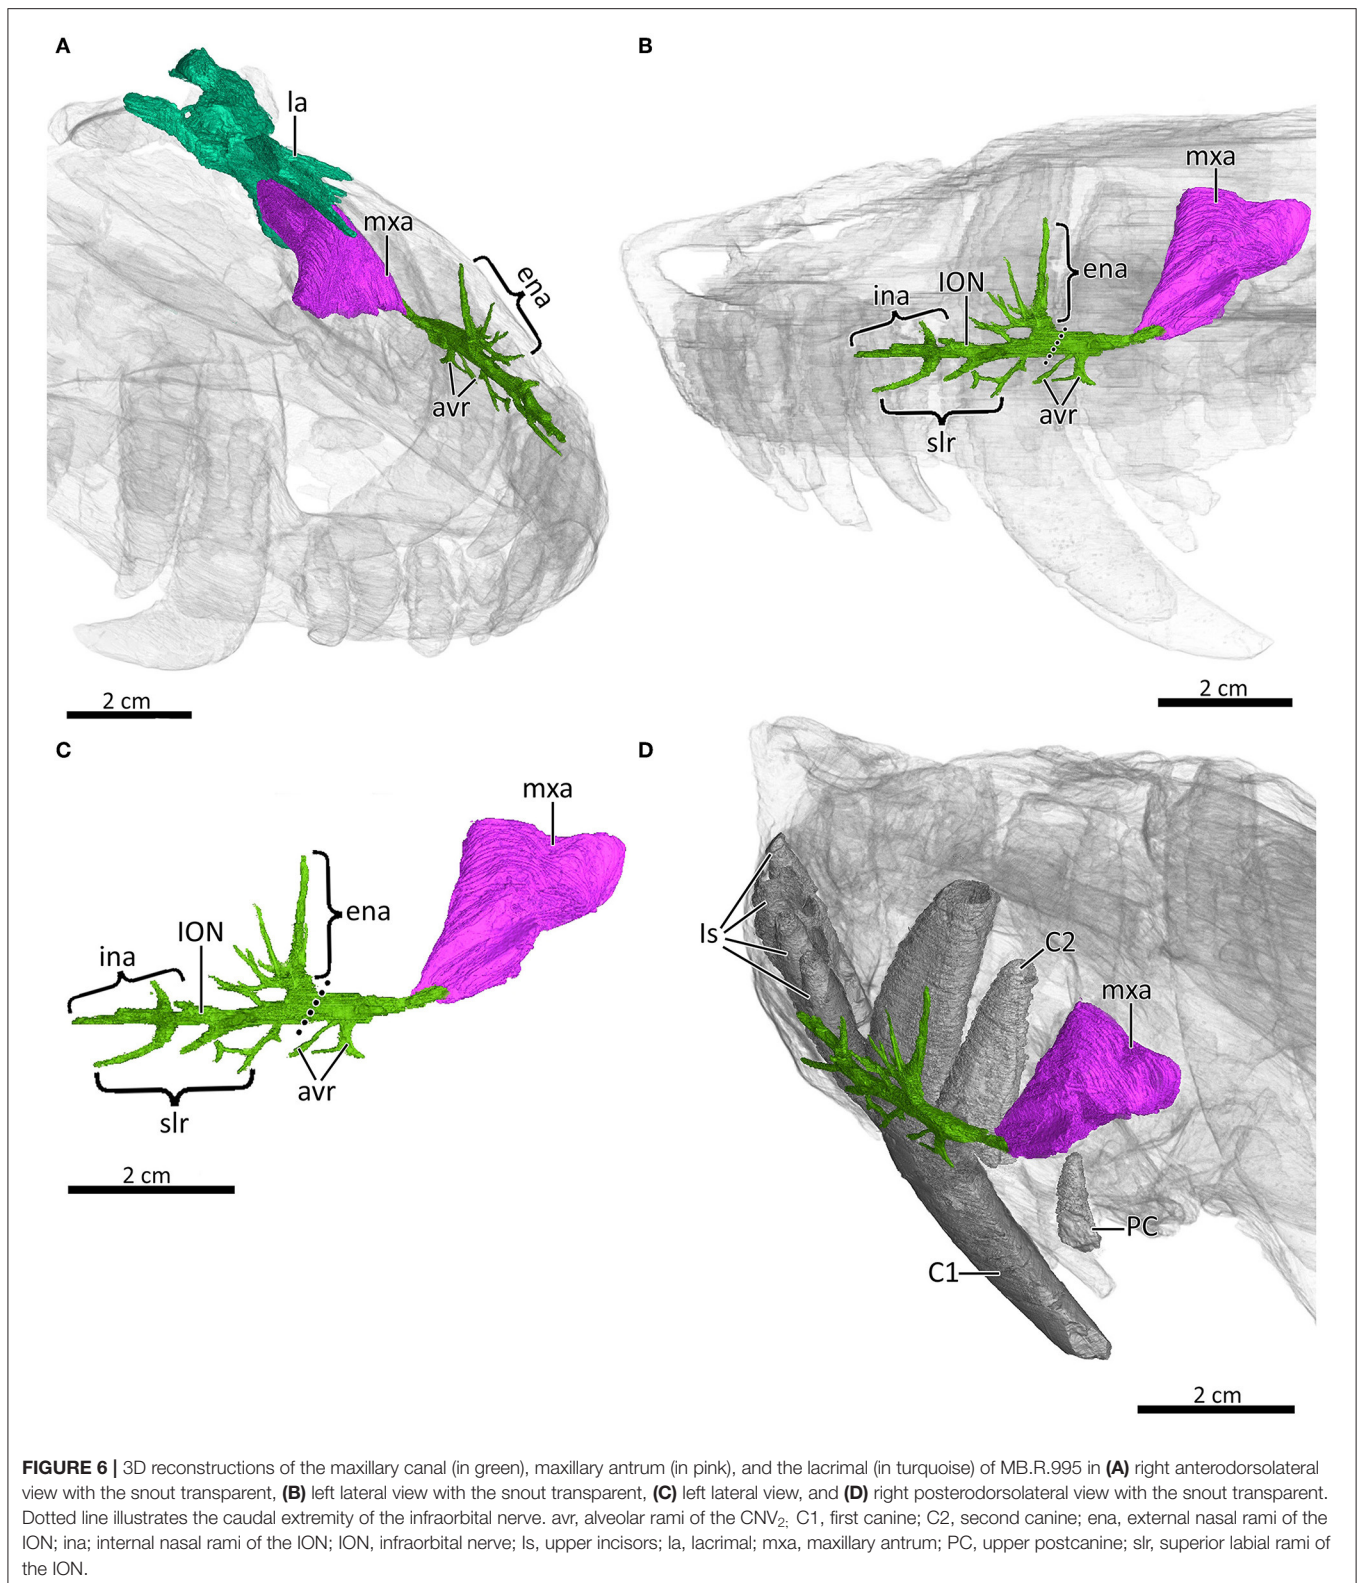 A
la
mxa
ena
avr
2 cm
B
mxa
ena
ION
ina
avr
slr
2 cm
C
mxa
ena
ION
ina
avr
slr
2 cm
D
Is
C2
mxa
PC
C1
2 cm
FIGURE 6 | 3D reconstructions of the maxillary canal (in green), maxillary antrum (in pink), and the lacrimal (in turquoise) of MB.R.995 in (A) right anterodorsolateral
view with the snout transparent, (B) left lateral view with the snout transparent, (C) left lateral view, and (D) right posterodorsolateral view with the snout transparent.
Dotted line illustrates the caudal extremity of the infraorbital nerve. avr, alveolar rami of the CNV2; C1, first canine; C2, second canine; ena, external nasal rami of the
ION; ina; internal nasal rami of the ION; ION, infraorbital nerve; Is, upper incisors; la, lacrimal; mxa, maxillary antrum; PC, upper postcanine; slr, superior labial rami of
the ION.